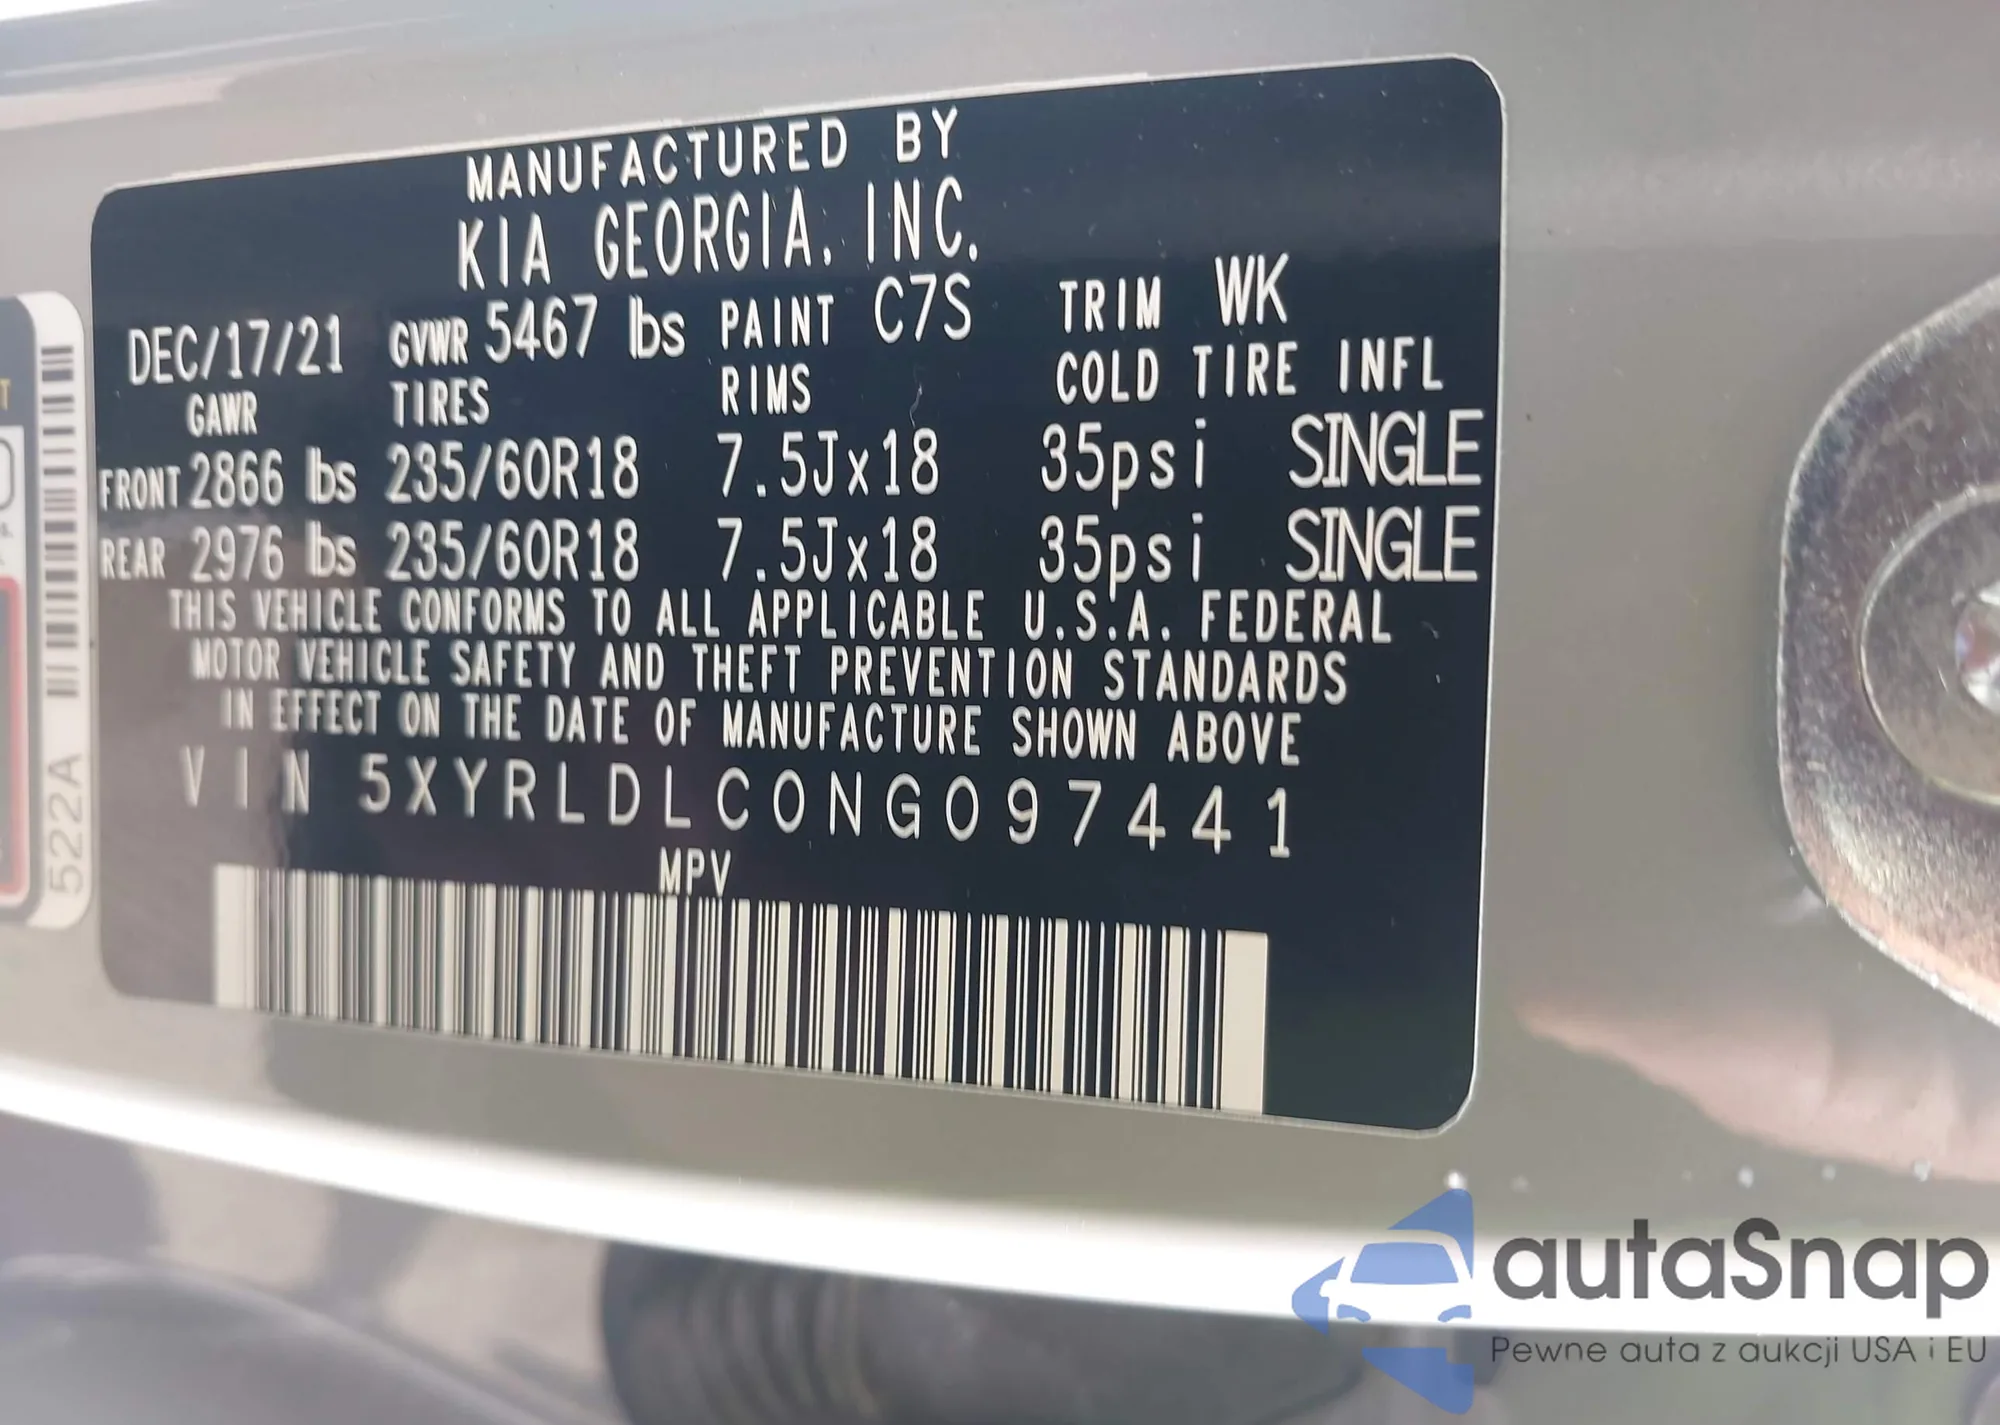 MANUFACTURED BY
KIA GEORGIA, INC.
DEC/17/21 GVWR 5467 lbs PAINT C7S TRIM WK
GAWR TIRES RIMS COLD TIRE INFL
FRONT 2866 lbs 235/60R18 7.5Jx18 35psi SINGLE
REAR 2976 lbs 235/60R18 7.5Jx18 35psi SINGLE
THIS VEHICLE CONFORMS TO ALL APPLICABLE U.S.A. FEDERAL
MOTOR VEHICLE SAFETY AND THEFT PREVENTION STANDARDS
IN EFFECT ON THE DATE OF MANUFACTURE SHOWN ABOVE
VIN 5XYRLDLC0NG097441
MPV
522A
autaSnap
Pewne auta z aukcji USA i EU